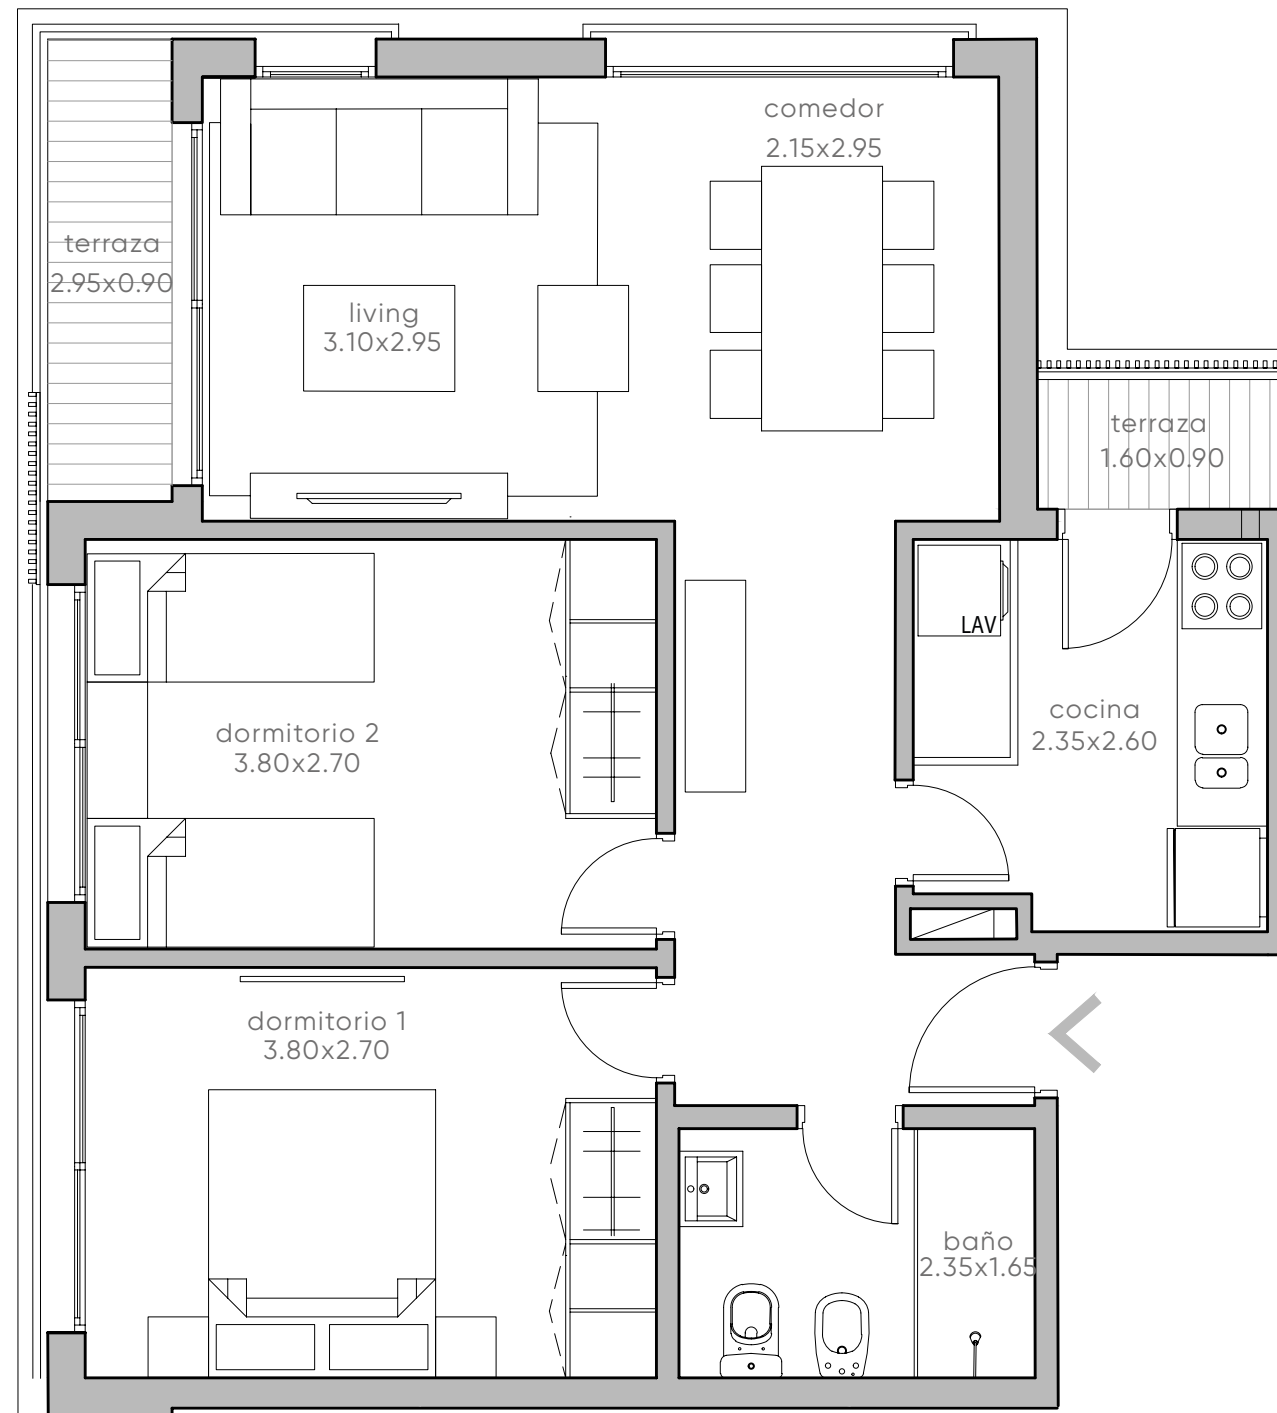 comedor
2.15x2.95
terraza
2.95x0.90
living
3.10x2.95
terraza
1.60x0.90
LAV
cocina
2.35x2.60
dormitorio 2
3.80x2.70
dormitorio 1
3.80x2.70
baño
2.35x1.65